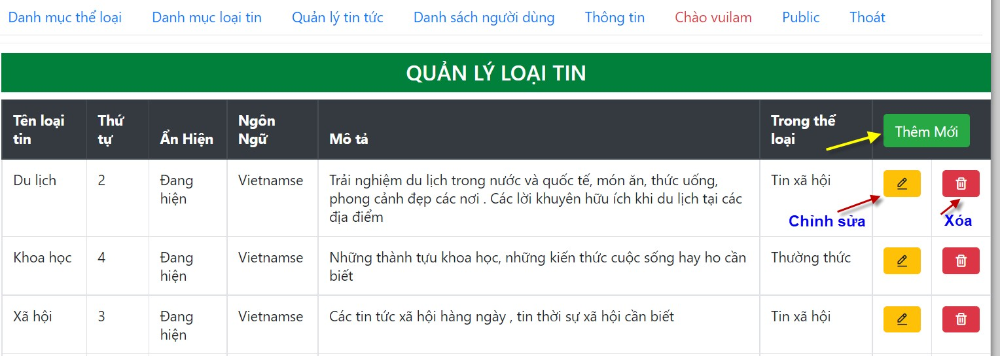 Danh mục thể loại Danh mục loại tin Quản lý tin tức Danh sách người dùng Thông tin Chào vuilam Public Thoát
QUẢN LÝ LOẠI TIN
Tên loại tin Thứ tự Ẩn Hiện Ngôn Ngữ Mô tả Trong thể loại Thêm Mới
Du lịch 2 Đang hiện Vietnamse Trải nghiệm du lịch trong nước và quốc tế, món ăn, thức uống,
phong cảnh đẹp các nơi . Các lời khuyên hữu ích khi du lịch tại các
địa điểm
Tin xã hội
Chỉnh sửa Xóa
Khoa học 4 Đang hiện Vietnamse Những thành tựu khoa học, những kiến thức cuộc sống hay ho cần
biết
Thường thức
Xã hội 3 Đang hiện Vietnamse Các tin tức xã hội hàng ngày , tin thời sự xã hội cần biết Tin xã hội